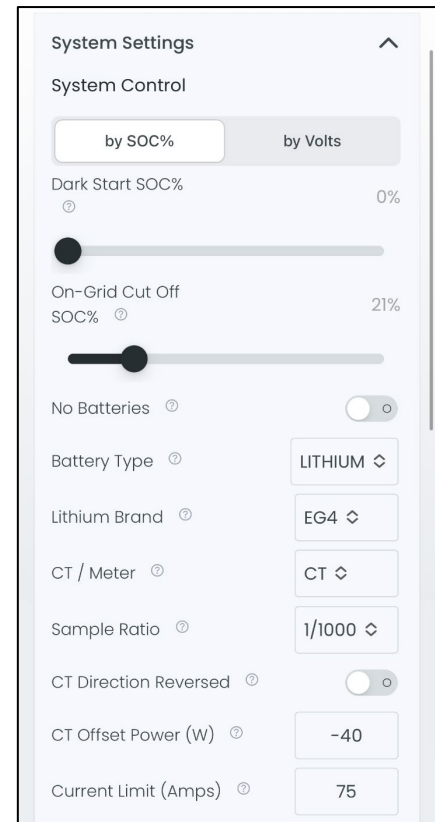 System Settings
System Control
by SOC% by Volts
Dark Start SOC% 0%
On-Grid Cut Off 21%
SOC%
No Batteries
Battery Type LITHIUM
Lithium Brand EG4
CT / Meter CT
Sample Ratio 1/1000
CT Direction Reversed
CT Offset Power (W) -40
Current Limit (Amps) 75